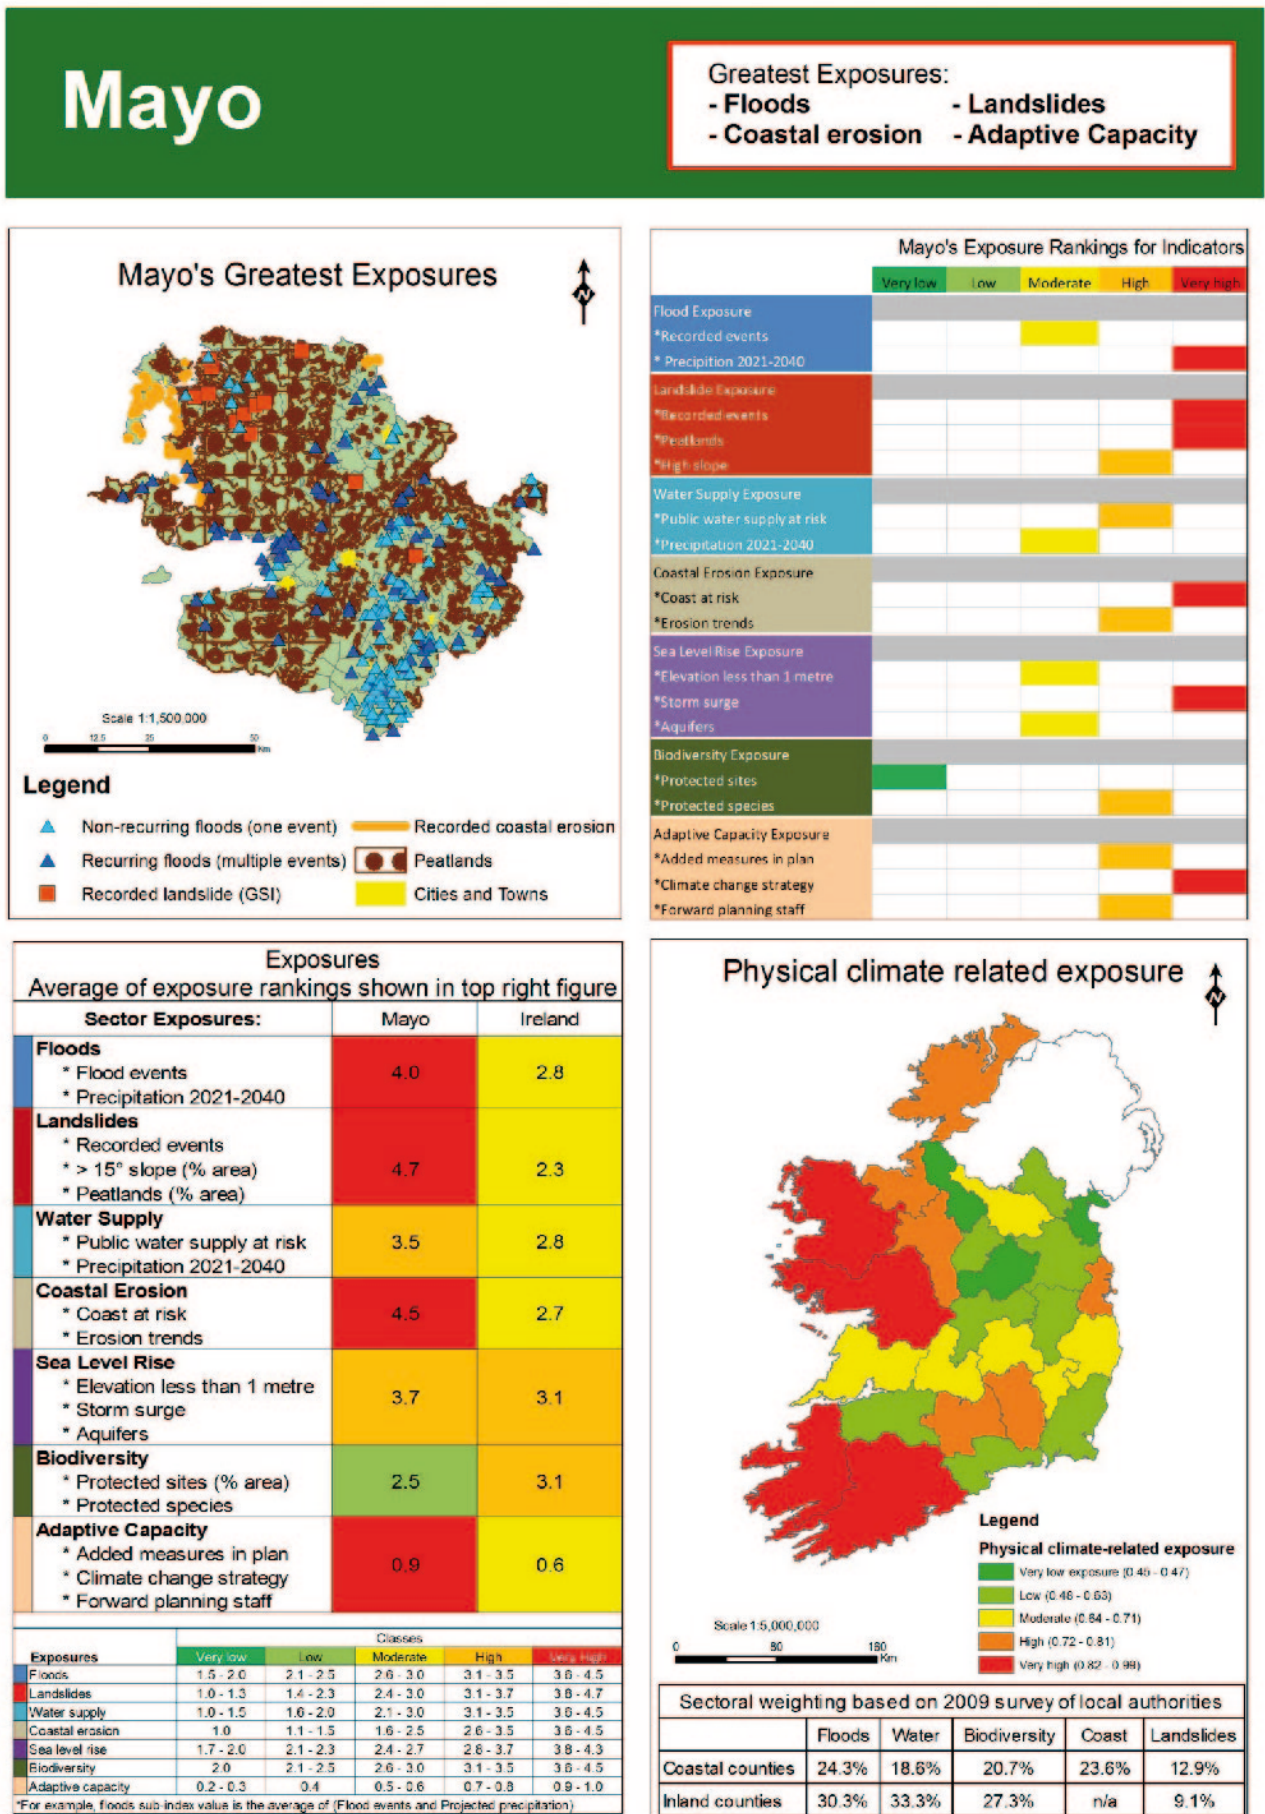 Mayo
Greatest Exposures:
- Floods - Landslides
- Coastal erosion - Adaptive Capacity
Mayo's Greatest Exposures
N
Scale 1:1,500,000
0 12.5 25 50
Km
Legend
Non-recurring floods (one event) Recorded coastal erosion
Recurring floods (multiple events) Peatlands
Recorded landslide (GSI) Cities and Towns
Mayo's Exposure Rankings for Indicators
Very low Low Moderate High Very high
Flood Exposure
*Recorded events
* Precipition 2021-2040
Landslide Exposure
*Recorded events
*Peatlands
*High slope
Water Supply Exposure
*Public water supply at risk
*Precipitation 2021-2040
Coastal Erosion Exposure
*Coast at risk
*Erosion trends
Sea Level Rise Exposure
*Elevation less than 1 metre
*Storm surge
*Aquifers
Biodiversity Exposure
*Protected sites
*Protected species
Adaptive Capacity Exposure
*Added measures in plan
*Climate change strategy
*Forward planning staff
Exposures
Average of exposure rankings shown in top right figure
Sector Exposures: Mayo Ireland
Floods
* Flood events 4.0 2.8
* Precipitation 2021-2040
Landslides
* Recorded events
* > 15° slope (% area) 4.7 2.3
* Peatlands (% area)
Water Supply
* Public water supply at risk 3.5 2.8
* Precipitation 2021-2040
Coastal Erosion
* Coast at risk 4.5 2.7
* Erosion trends
Sea Level Rise
* Elevation less than 1 metre 3.7 3.1
* Storm surge
* Aquifers
Biodiversity
* Protected sites (% area) 2.5 3.1
* Protected species
Adaptive Capacity
* Added measures in plan 0.9 0.6
* Climate change strategy
* Forward planning staff
Classes
Exposures Very low Low Moderate High Very High
Floods 1.5 - 2.0 2.1 - 2.5 2.6 - 3.0 3.1 - 3.5 3.6 - 4.5
Landslides 1.0 - 1.3 1.4 - 2.3 2.4 - 3.0 3.1 - 3.7 3.8 - 4.7
Water supply 1.0 - 1.5 1.6 - 2.0 2.1 - 3.0 3.1 - 3.5 3.6 - 4.5
Coastal erosion 1.0 1.1 - 1.5 1.6 - 2.5 2.6 - 3.5 3.6 - 4.5
Sea level rise 1.7 - 2.0 2.1 - 2.3 2.4 - 2.7 2.8 - 3.7 3.8 - 4.3
Biodiversity 2.0 2.1 - 2.5 2.6 - 3.0 3.1 - 3.5 3.6 - 4.5
Adaptive capacity 0.2 - 0.3 0.4 0.5 - 0.6 0.7 - 0.8 0.9 - 1.0
*For example, floods sub-index value is the average of (Flood events and Projected precipitation)
Physical climate related exposure
N
Legend
Physical climate-related exposure
Very low exposure (0.45 - 0.47)
Low (0.48 - 0.63)
Moderate (0.64 - 0.71)
High (0.72 - 0.81)
Very high (0.82 - 0.99)
Scale 1:5,000,000
0 80 160
Km
Sectoral weighting based on 2009 survey of local authorities
Floods Water Biodiversity Coast Landslides
Coastal counties 24.3% 18.6% 20.7% 23.6% 12.9%
Inland counties 30.3% 33.3% 27.3% n/a 9.1%